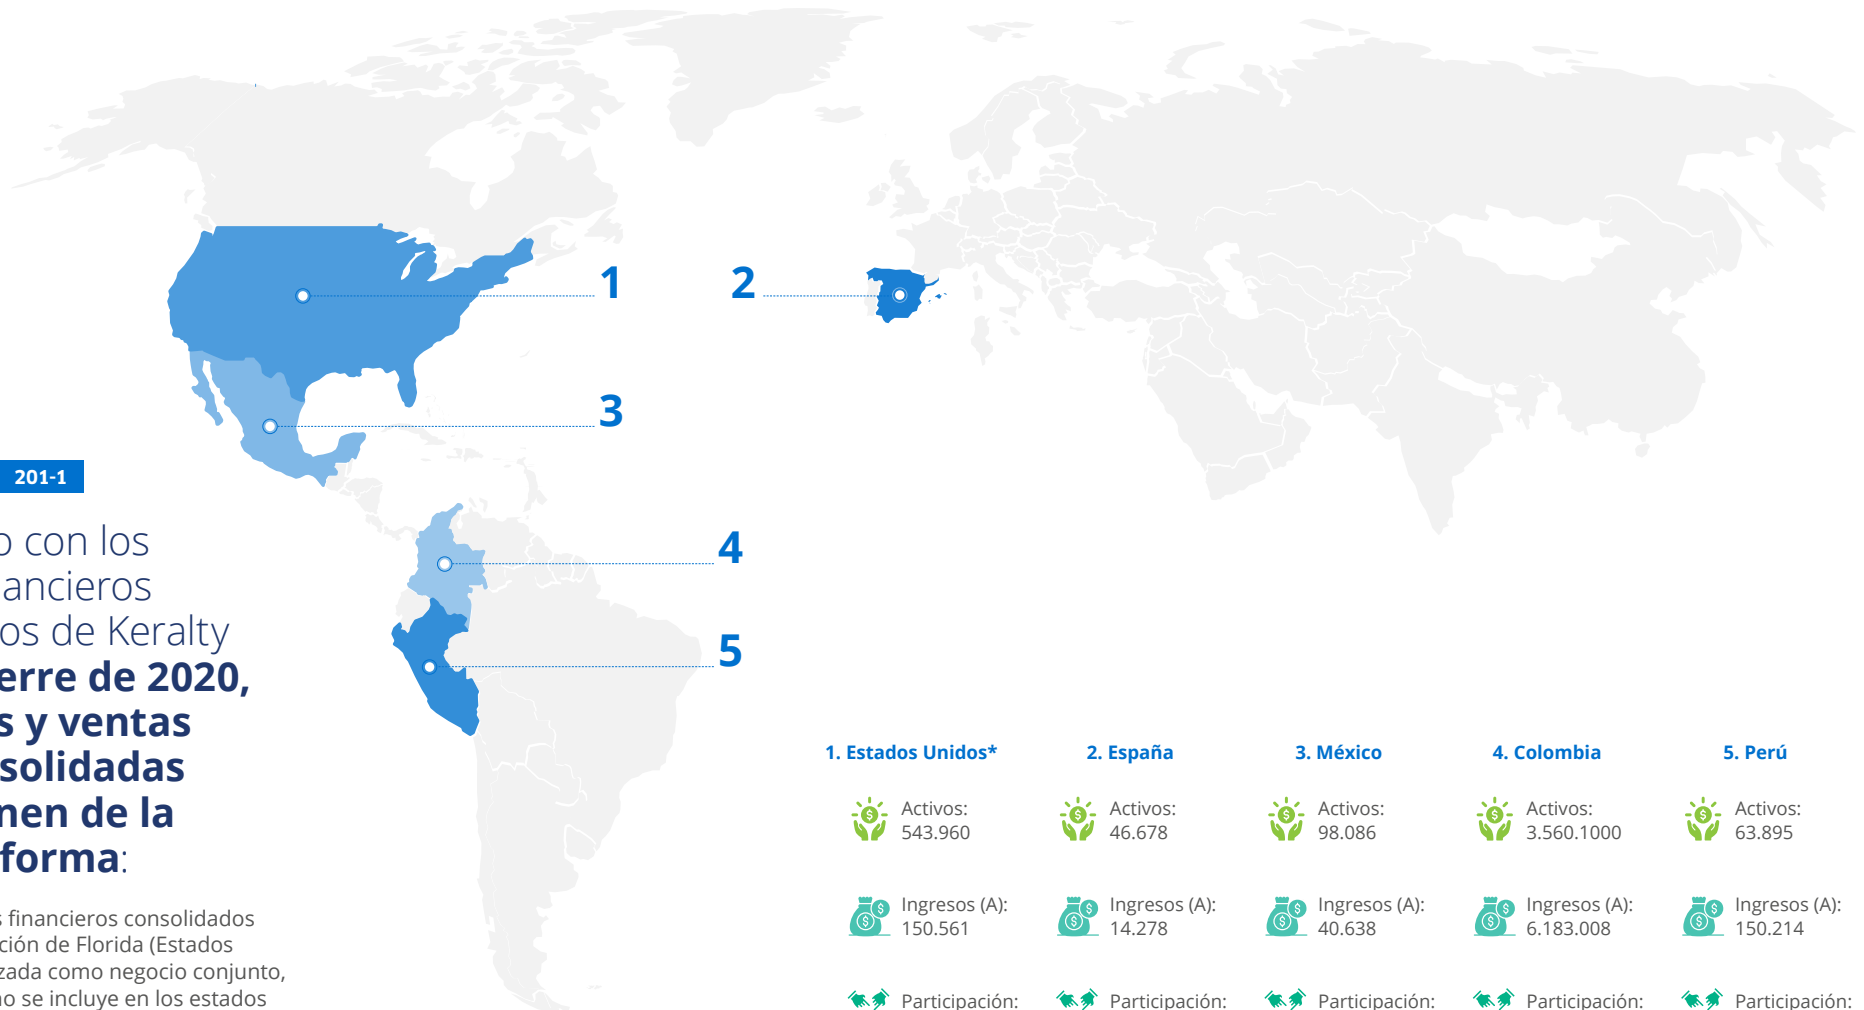 1
2
3
201-1
o con los
ancieros
os de Keralty
erre de 2020,
s y ventas
solidadas
nen de la
forma:
s financieros consolidados
ción de Florida (Estados
zada como negocio conjunto,
no se incluye en los estados
4
5
1. Estados Unidos*
Activos:
543.960
Ingresos (A):
150.561
Participación:
2. España
Activos:
46.678
Ingresos (A):
14.278
Participación:
3. México
Activos:
98.086
Ingresos (A):
40.638
Participación:
4. Colombia
Activos:
3.560.1000
Ingresos (A):
6.183.008
Participación:
5. Perú
Activos:
63.895
Ingresos (A):
150.214
Participación: